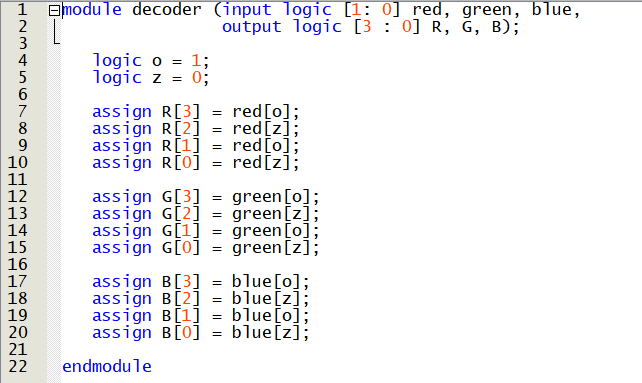 1 module decoder (input logic [1: 0] red, green, blue,
2 output logic [3 : 0] R, G, B);
3
4 logic o = 1;
5 logic z = 0;
6
7 assign R[3] = red[o];
8 assign R[2] = red[z];
9 assign R[1] = red[o];
10 assign R[0] = red[z];
11
12 assign G[3] = green[o];
13 assign G[2] = green[z];
14 assign G[1] = green[o];
15 assign G[0] = green[z];
16
17 assign B[3] = blue[o];
18 assign B[2] = blue[z];
19 assign B[1] = blue[o];
20 assign B[0] = blue[z];
21
22 endmodule